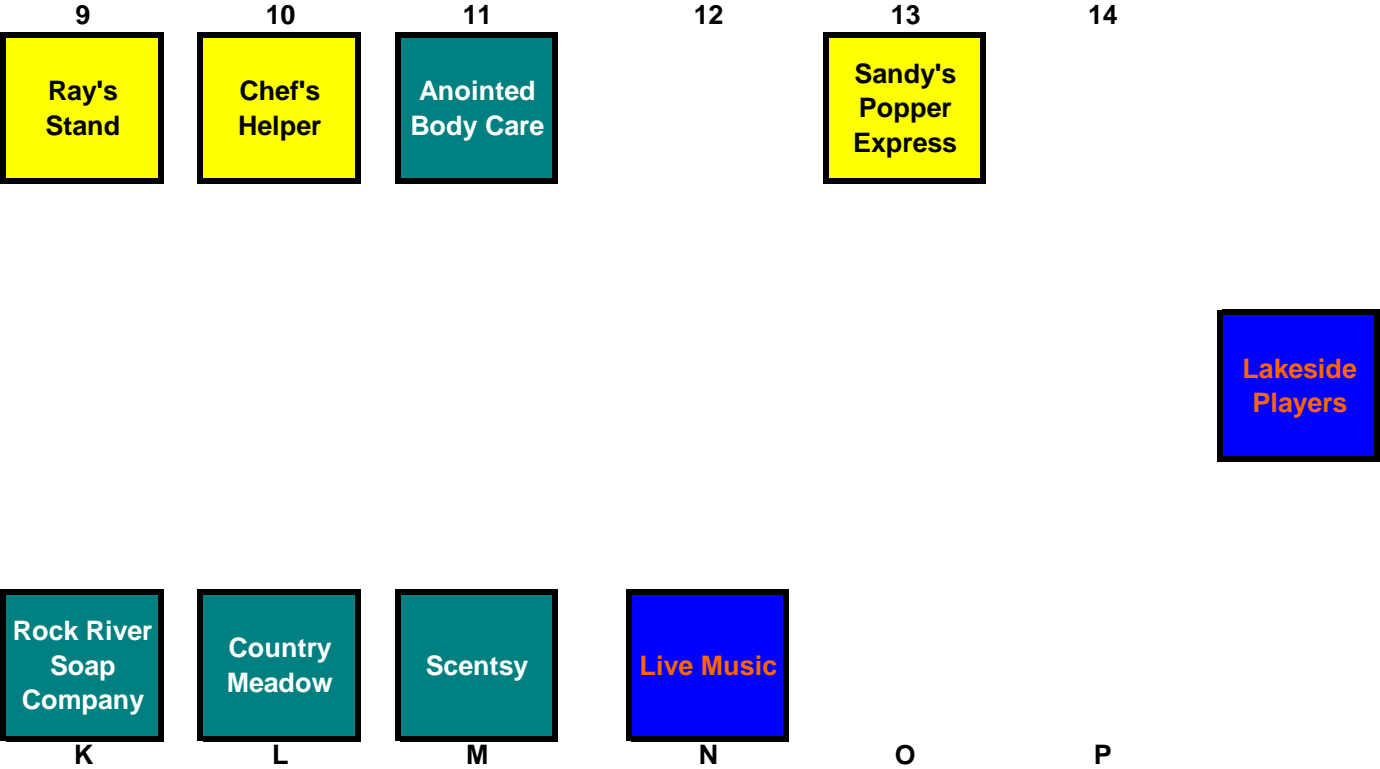 9 10 11 12 13 14
Ray's
Stand
Chef's
Helper
Anointed
Body Care
Sandy's
Popper
Express
Lakeside
Players
Rock River
Soap
Company
Country
Meadow
Scentsy
Live Music
K L M N O P